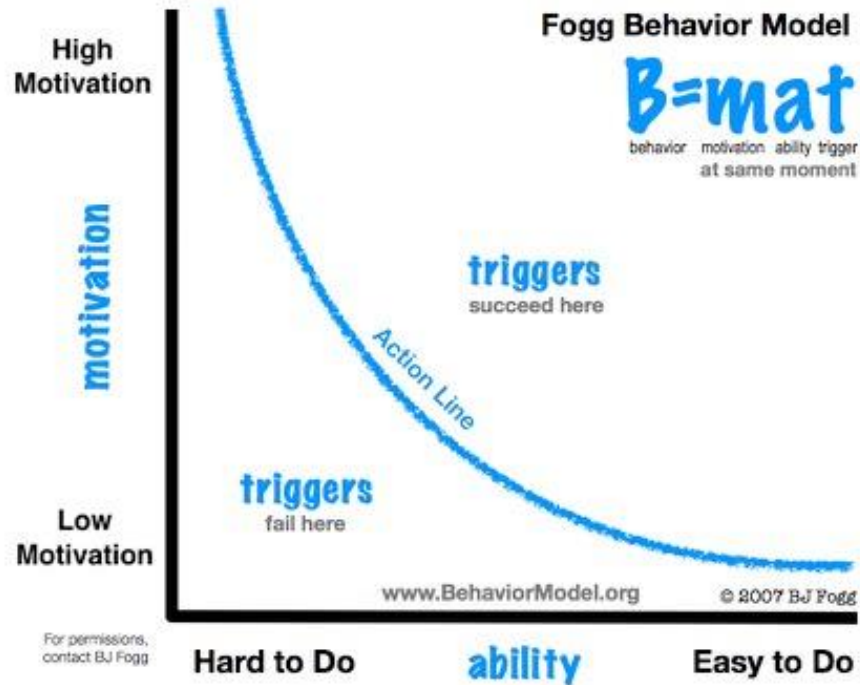 Fogg Behavior Model
B=mat
behavior motivation ability trigger
at same moment
High
Motivation
motivation
triggers
succeed here
Action Line
triggers
fail here
Low
Motivation
www.BehaviorModel.org
© 2007 BJ Fogg
For permissions,
contact BJ Fogg
Hard to Do
ability
Easy to Do